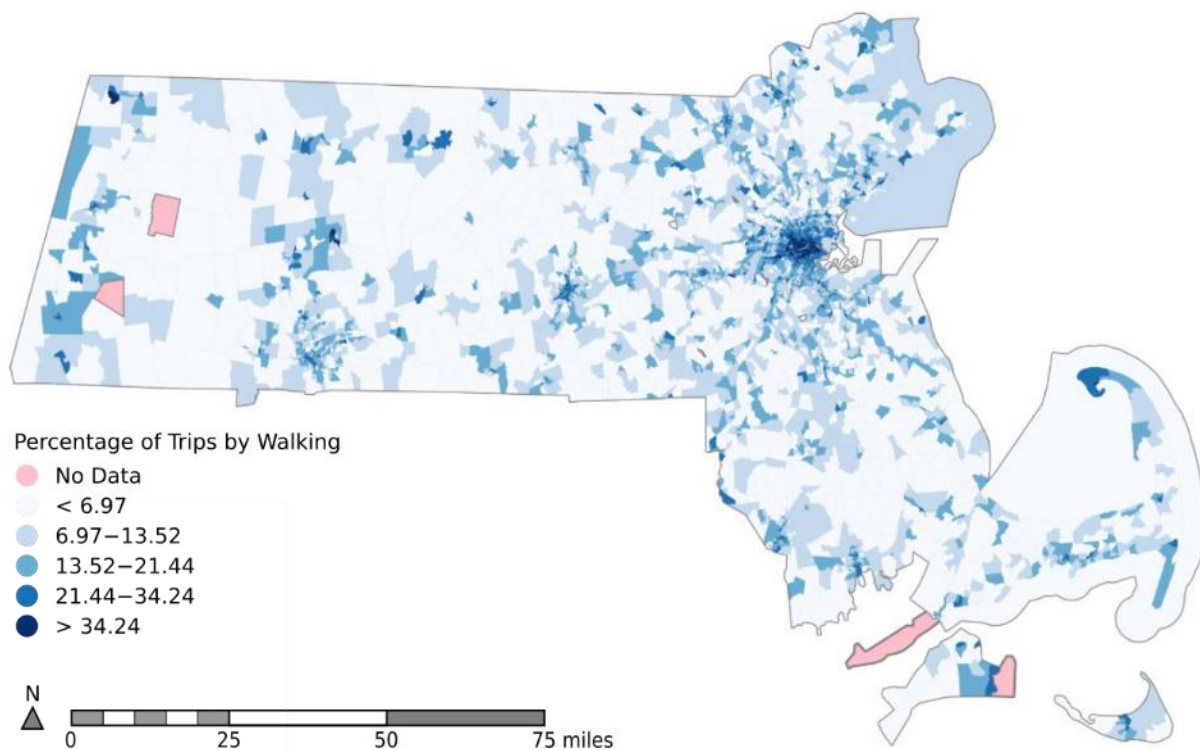 Percentage of Trips by Walking
No Data
< 6.97
6.97−13.52
13.52−21.44
21.44−34.24
> 34.24
N
0 25 50 75 miles